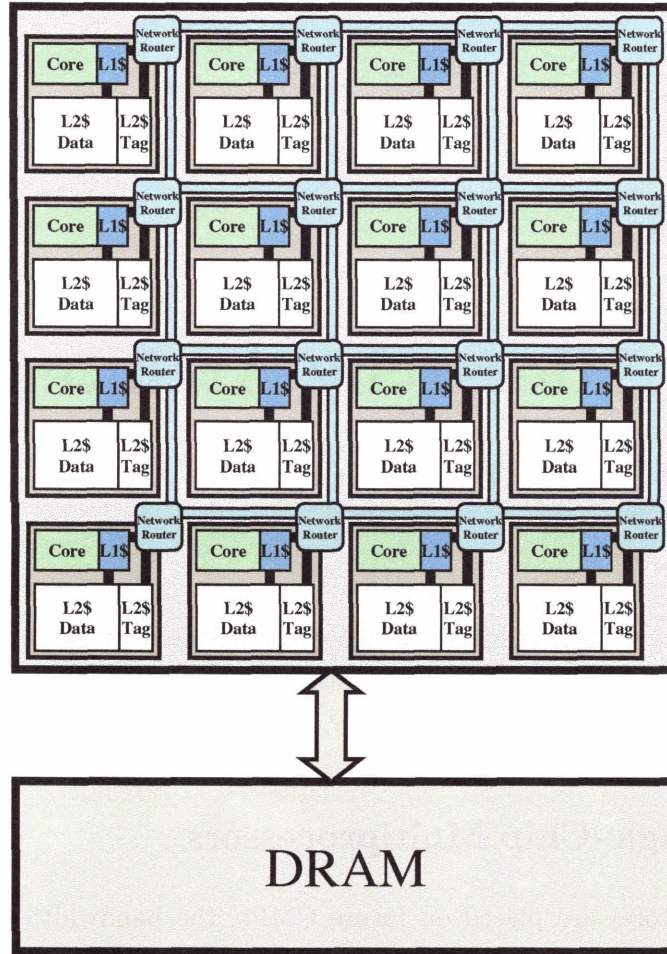 Network Network Network Network
Router Router Router Router
Core L1$ Core L1$ Core L1$ Core L1$
L2$ L2$ L2$ L2$ L2$ L2$ L2$ L2$
Data Tag Data Tag Data Tag Data Tag
Network Network Network Network
Router Router Router Router
Core L1$ Core L1$ Core L1$ Core L1$
L2$ L2$ L2$ L2$ L2$ L2$ L2$ L2$
Data Tag Data Tag Data Tag Data Tag
Network Network Network Network
Router Router Router Router
Core L1$ Core L1$ Core L1$ Core L1$
L2$ L2$ L2$ L2$ L2$ L2$ L2$ L2$
Data Tag Data Tag Data Tag Data Tag
Network Network Network Network
Router Router Router Router
Core L1$ Core L1$ Core L1$ Core L1$
L2$ L2$ L2$ L2$ L2$ L2$ L2$ L2$
Data Tag Data Tag Data Tag Data Tag
DRAM